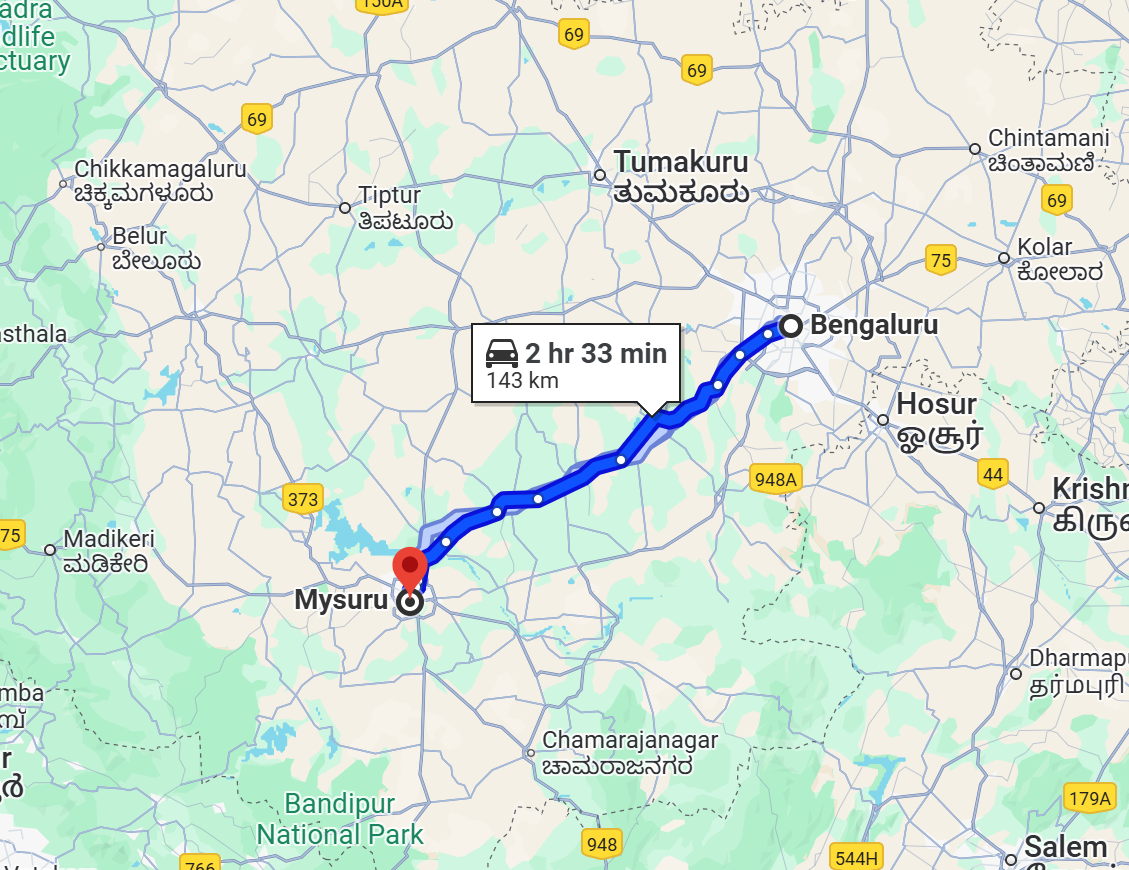 adra
dlife
ctuary
150A
69
69
69
Chintamani
ಚಿಂತಾಮಣಿ
Tumakuru
ತುಮಕೂರು
Chikkamagaluru
ಚಿಕ್ಕಮಗಳೂರು
Tiptur
ತಿಪಟೂರು
69
Belur
ಬೇಲೂರು
75
Kolar
ಕೋಲಾರ
asthala
Bengaluru
2 hr 33 min
143 km
Hosur
ஓசூர்
948A
44
373
Krishn
கிரு
75
Madikeri
ಮಡಿಕೇರಿ
Mysuru
Dharmapu
தர்மபுரி
mba
Chamarajanagar
ಚಾಮರಾಜನಗರ
r
179A
Bandipur
National Park
948
544H
Salem
766